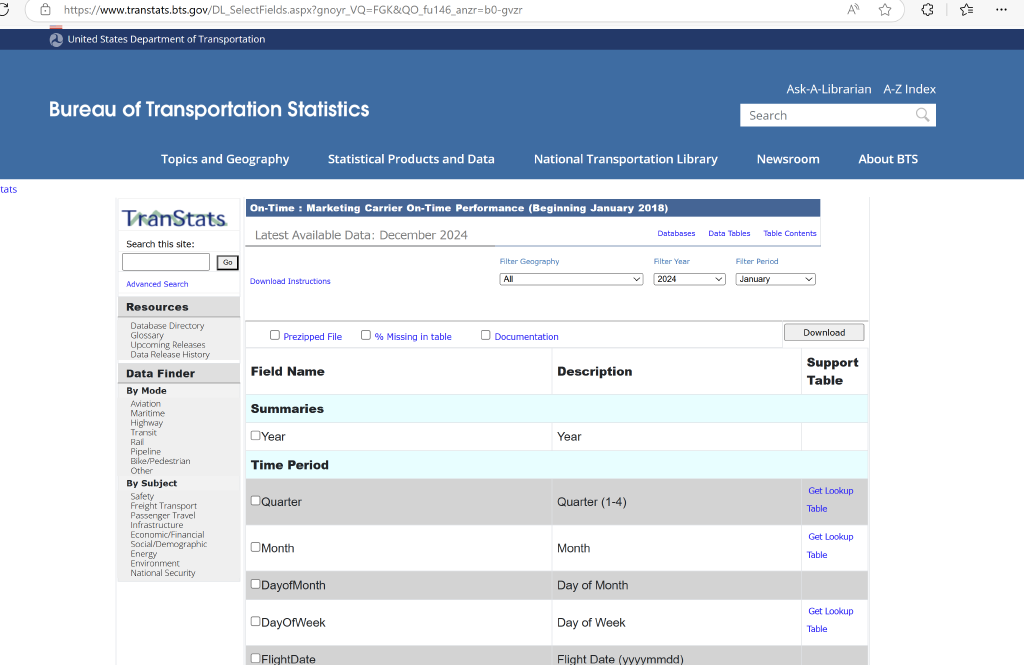 https://www.transtats.bts.gov/DL_SelectFields.aspx?gnoyr_VQ=FGK&QO_fu146_anzr=b0-gvzr
United States Department of Transportation
Ask-A-Librarian A-Z Index
Bureau of Transportation Statistics
Search
Topics and Geography Statistical Products and Data National Transportation Library Newsroom About BTS
tats
TranStats
Search this site:
Go
Advanced Search
Resources
Database Directory
Glossary
Upcoming Releases
Data Release History
Data Finder
By Mode
Aviation
Maritime
Highway
Transit
Rail
Pipeline
Bike/Pedestrian
Other
By Subject
Safety
Freight Transport
Passenger Travel
Infrastructure
Economic/Financial
Social/Demographic
Energy
Environment
National Security
On-Time : Marketing Carrier On-Time Performance (Beginning January 2018)
Latest Available Data: December 2024
Databases Data Tables Table Contents
Download Instructions
Filter Geography Filter Year Filter Period
All 2024 January
Prezipped File % Missing in table Documentation Download
Field Name Description Support Table
Summaries
Year Year
Time Period
Quarter Quarter (1-4) Get Lookup Table
Month Month Get Lookup Table
DayofMonth Day of Month
DayOfWeek Day of Week Get Lookup Table
FlightDate Flight Date (yyyymmdd)